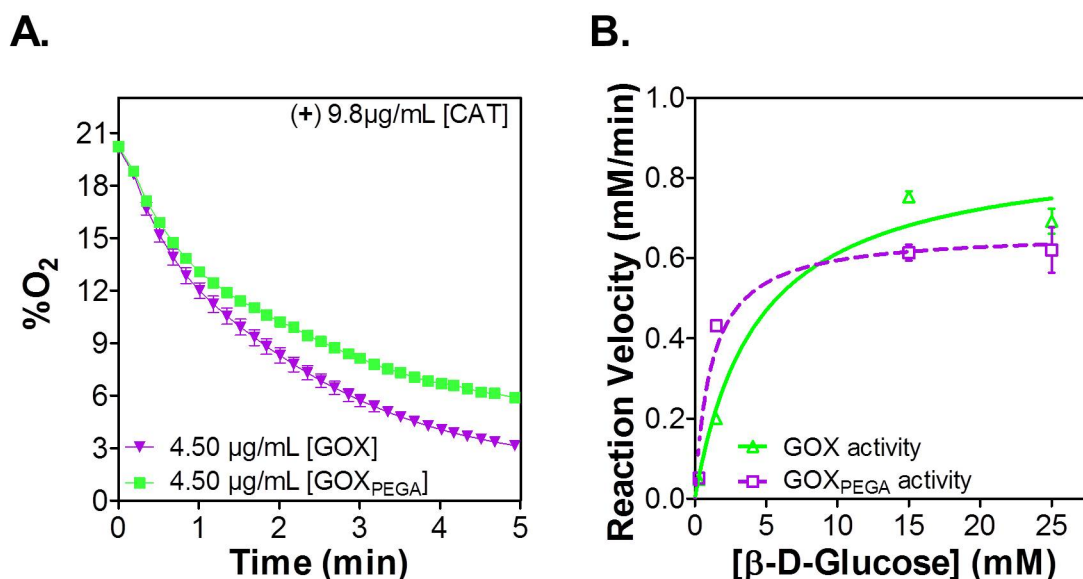 A.
(+) 9.8µg/mL [CAT]
%O₂
21
18
15
12
9
6
3
0
4.50 µg/mL [GOX]
4.50 µg/mL [GOXPEGA]
0
1
2
3
4
5
Time (min)
B.
Reaction Velocity (mM/min)
1.0
0.8
0.6
0.4
0.2
0.0
GOX activity
GOXPEGA activity
0
5
10
15
20
25
[β-D-Glucose] (mM)